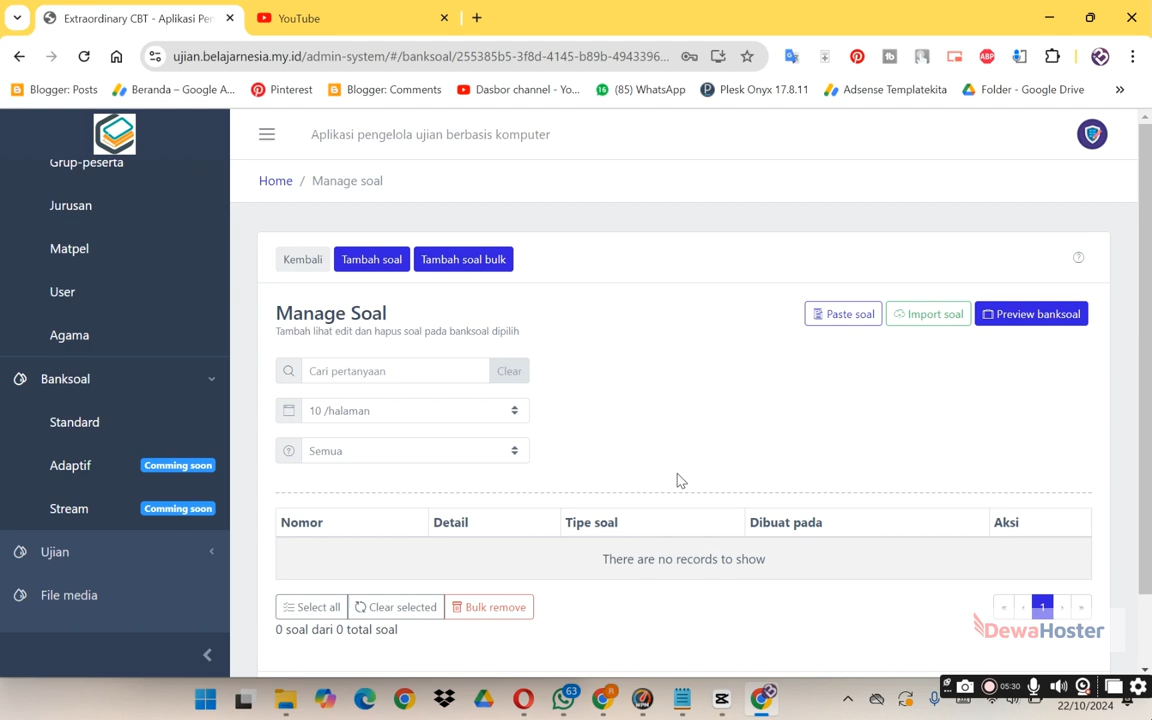 Extraordinary CBT - Aplikasi Per
YouTube
ujian.belajarnesia.my.id/admin-system/#/banksoal/255385b5-3f8d-4145-b89b-4943396...
Blogger: Posts
Beranda – Google A...
Pinterest
Blogger: Comments
Dasbor channel - Yo...
(85) WhatsApp
Plesk Onyx 17.8.11
Adsense Templatekita
Folder - Google Drive
»
Aplikasi pengelola ujian berbasis komputer
Grup-peserta
Jurusan
Matpel
User
Agama
Banksoal
Standard
Adaptif Comming soon
Stream Comming soon
Ujian
File media
Home / Manage soal
Kembali Tambah soal Tambah soal bulk
Manage Soal
Tambah lihat edit dan hapus soal pada banksoal dipilih
Paste soal Import soal Preview banksoal
Cari pertanyaan Clear
10 /halaman
Semua
Nomor Detail Tipe soal Dibuat pada Aksi
There are no records to show
Select all Clear selected Bulk remove
« ‹ 1 › »
0 soal dari 0 total soal
DewaHoster
63
05:30
22/10/2024